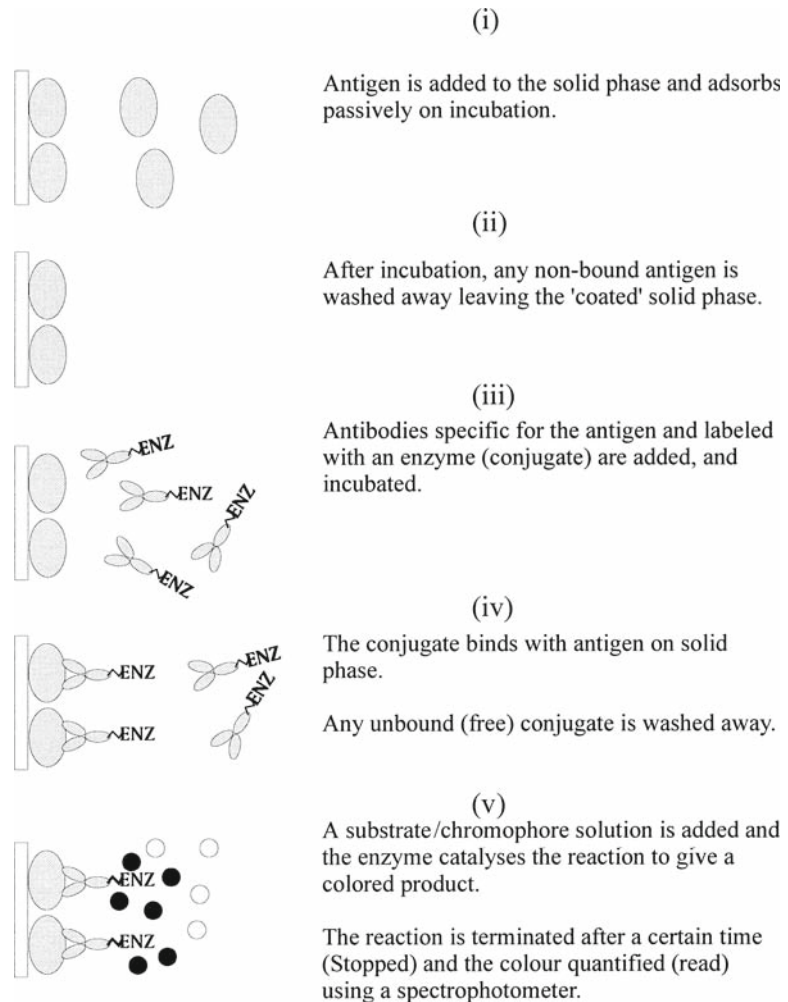 (i)
Antigen is added to the solid phase and adsorbs
passively on incubation.
(ii)
After incubation, any non-bound antigen is
washed away leaving the 'coated' solid phase.
(iii)
Antibodies specific for the antigen and labeled
with an enzyme (conjugate) are added, and
incubated.
ENZ
ENZ
ENZ
ENZ
(iv)
The conjugate binds with antigen on solid
phase.
Any unbound (free) conjugate is washed away.
ENZ
ENZ
ENZ
ENZ
(v)
A substrate/chromophore solution is added and
the enzyme catalyses the reaction to give a
colored product.
The reaction is terminated after a certain time
(Stopped) and the colour quantified (read)
using a spectrophotometer.
ENZ
ENZ